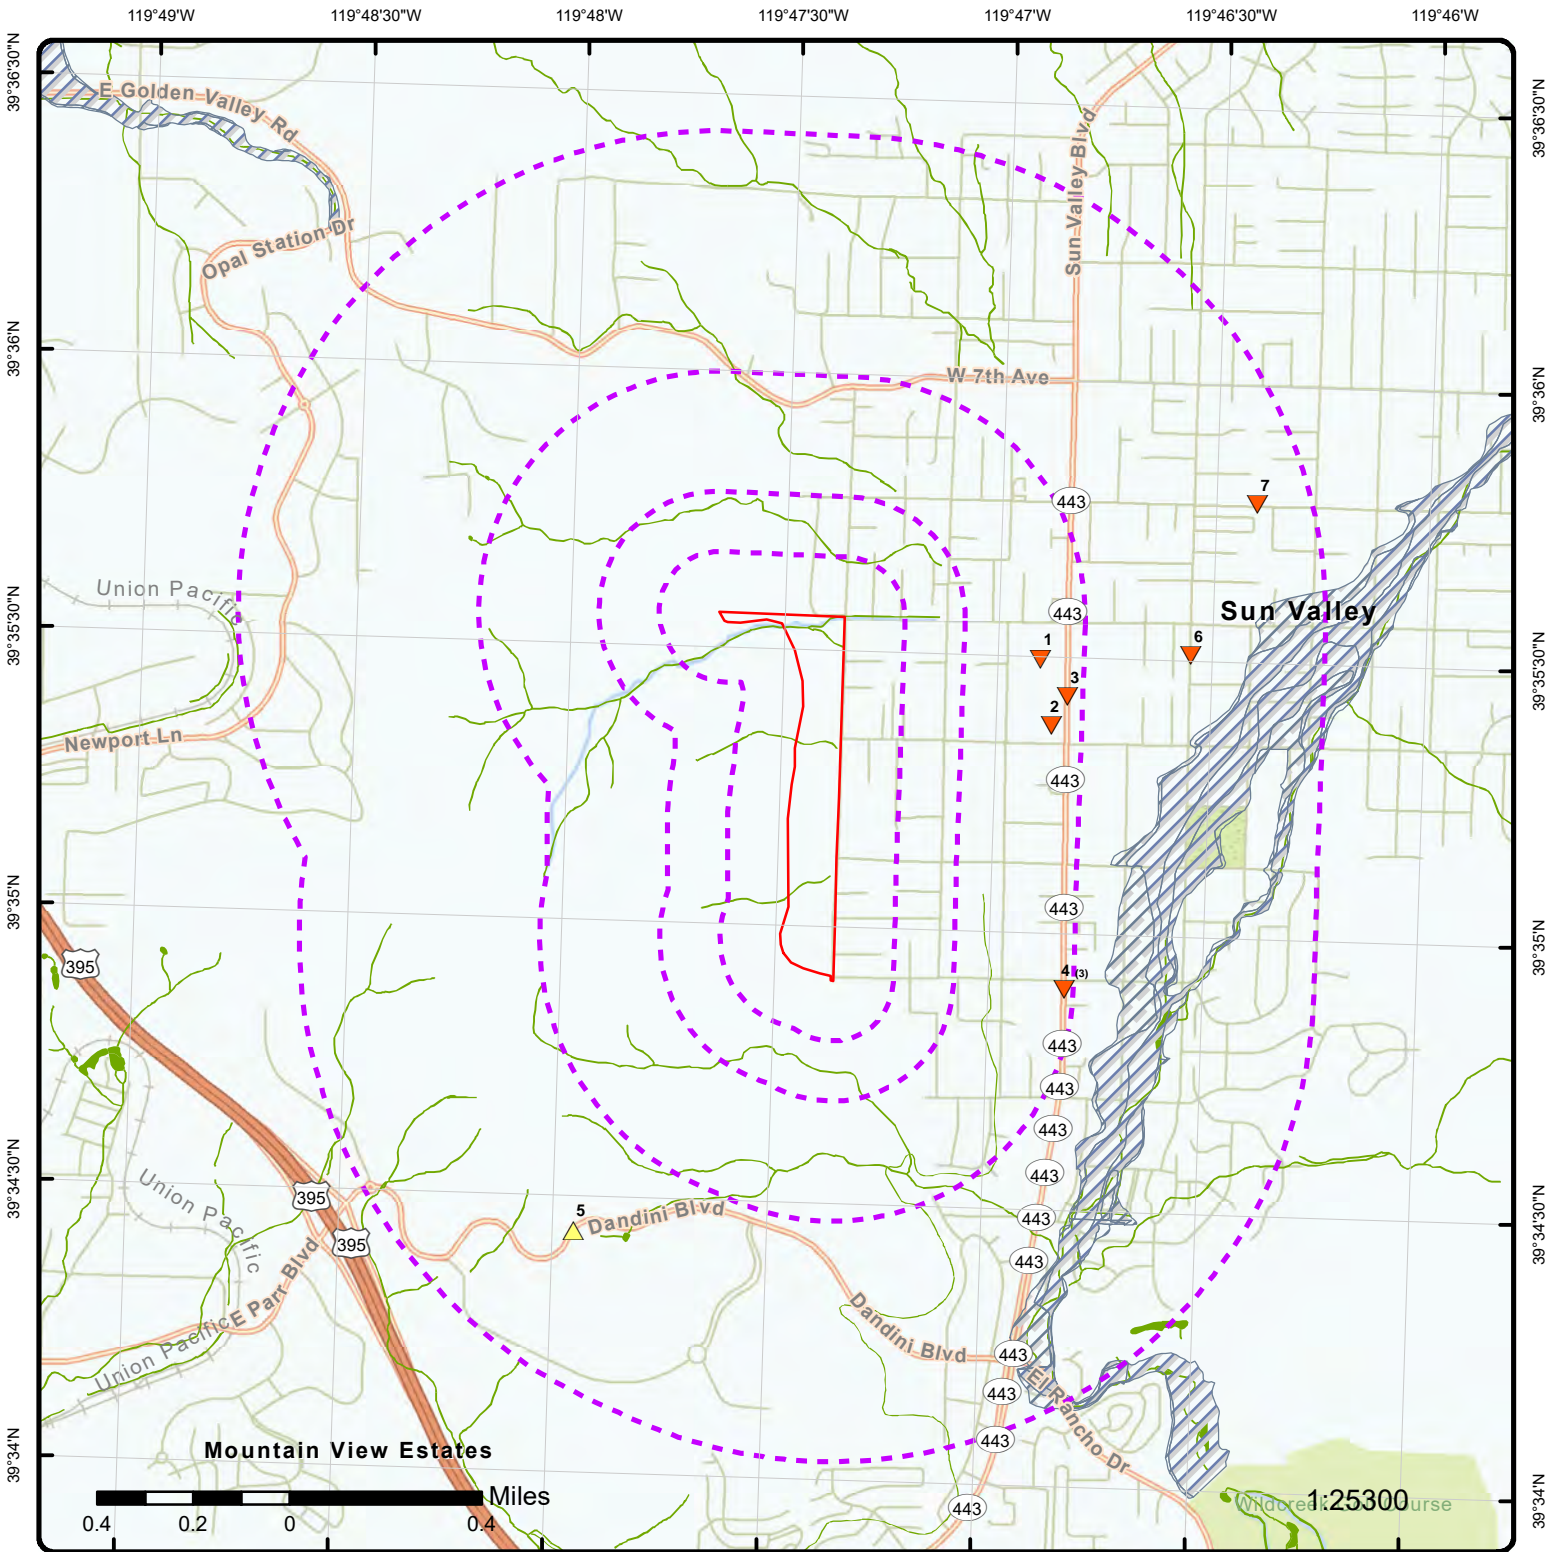 119°49'W 119°48'30"W 119°48'W 119°47'30"W 119°47'W 119°46'30"W 119°46'W
39°36'30"N
39°36'30"N
E Golden Valley Rd
Sun Valley Blvd
Opal Station Dr
39°36'N
39°36'N
W 7th Ave
443
7
Union Pacific
443
Sun Valley
39°35'30"N
39°35'30"N
1
6
3
2
Newport Ln
443
39°35'N
39°35'N
443
395
4 (3)
443
443
443
39°34'30"N
39°34'30"N
Union Pacific
395
443
5
Dandini Blvd
443
395
443
E Parr Blvd
Dandini Blvd
Union Pacific
443
El Rancho Dr
443
443
39°34'N
39°34'N
Mountain View Estates
Miles
0.4 0.2 0 0.4
443
1:25300
Wildcreek Golf Course